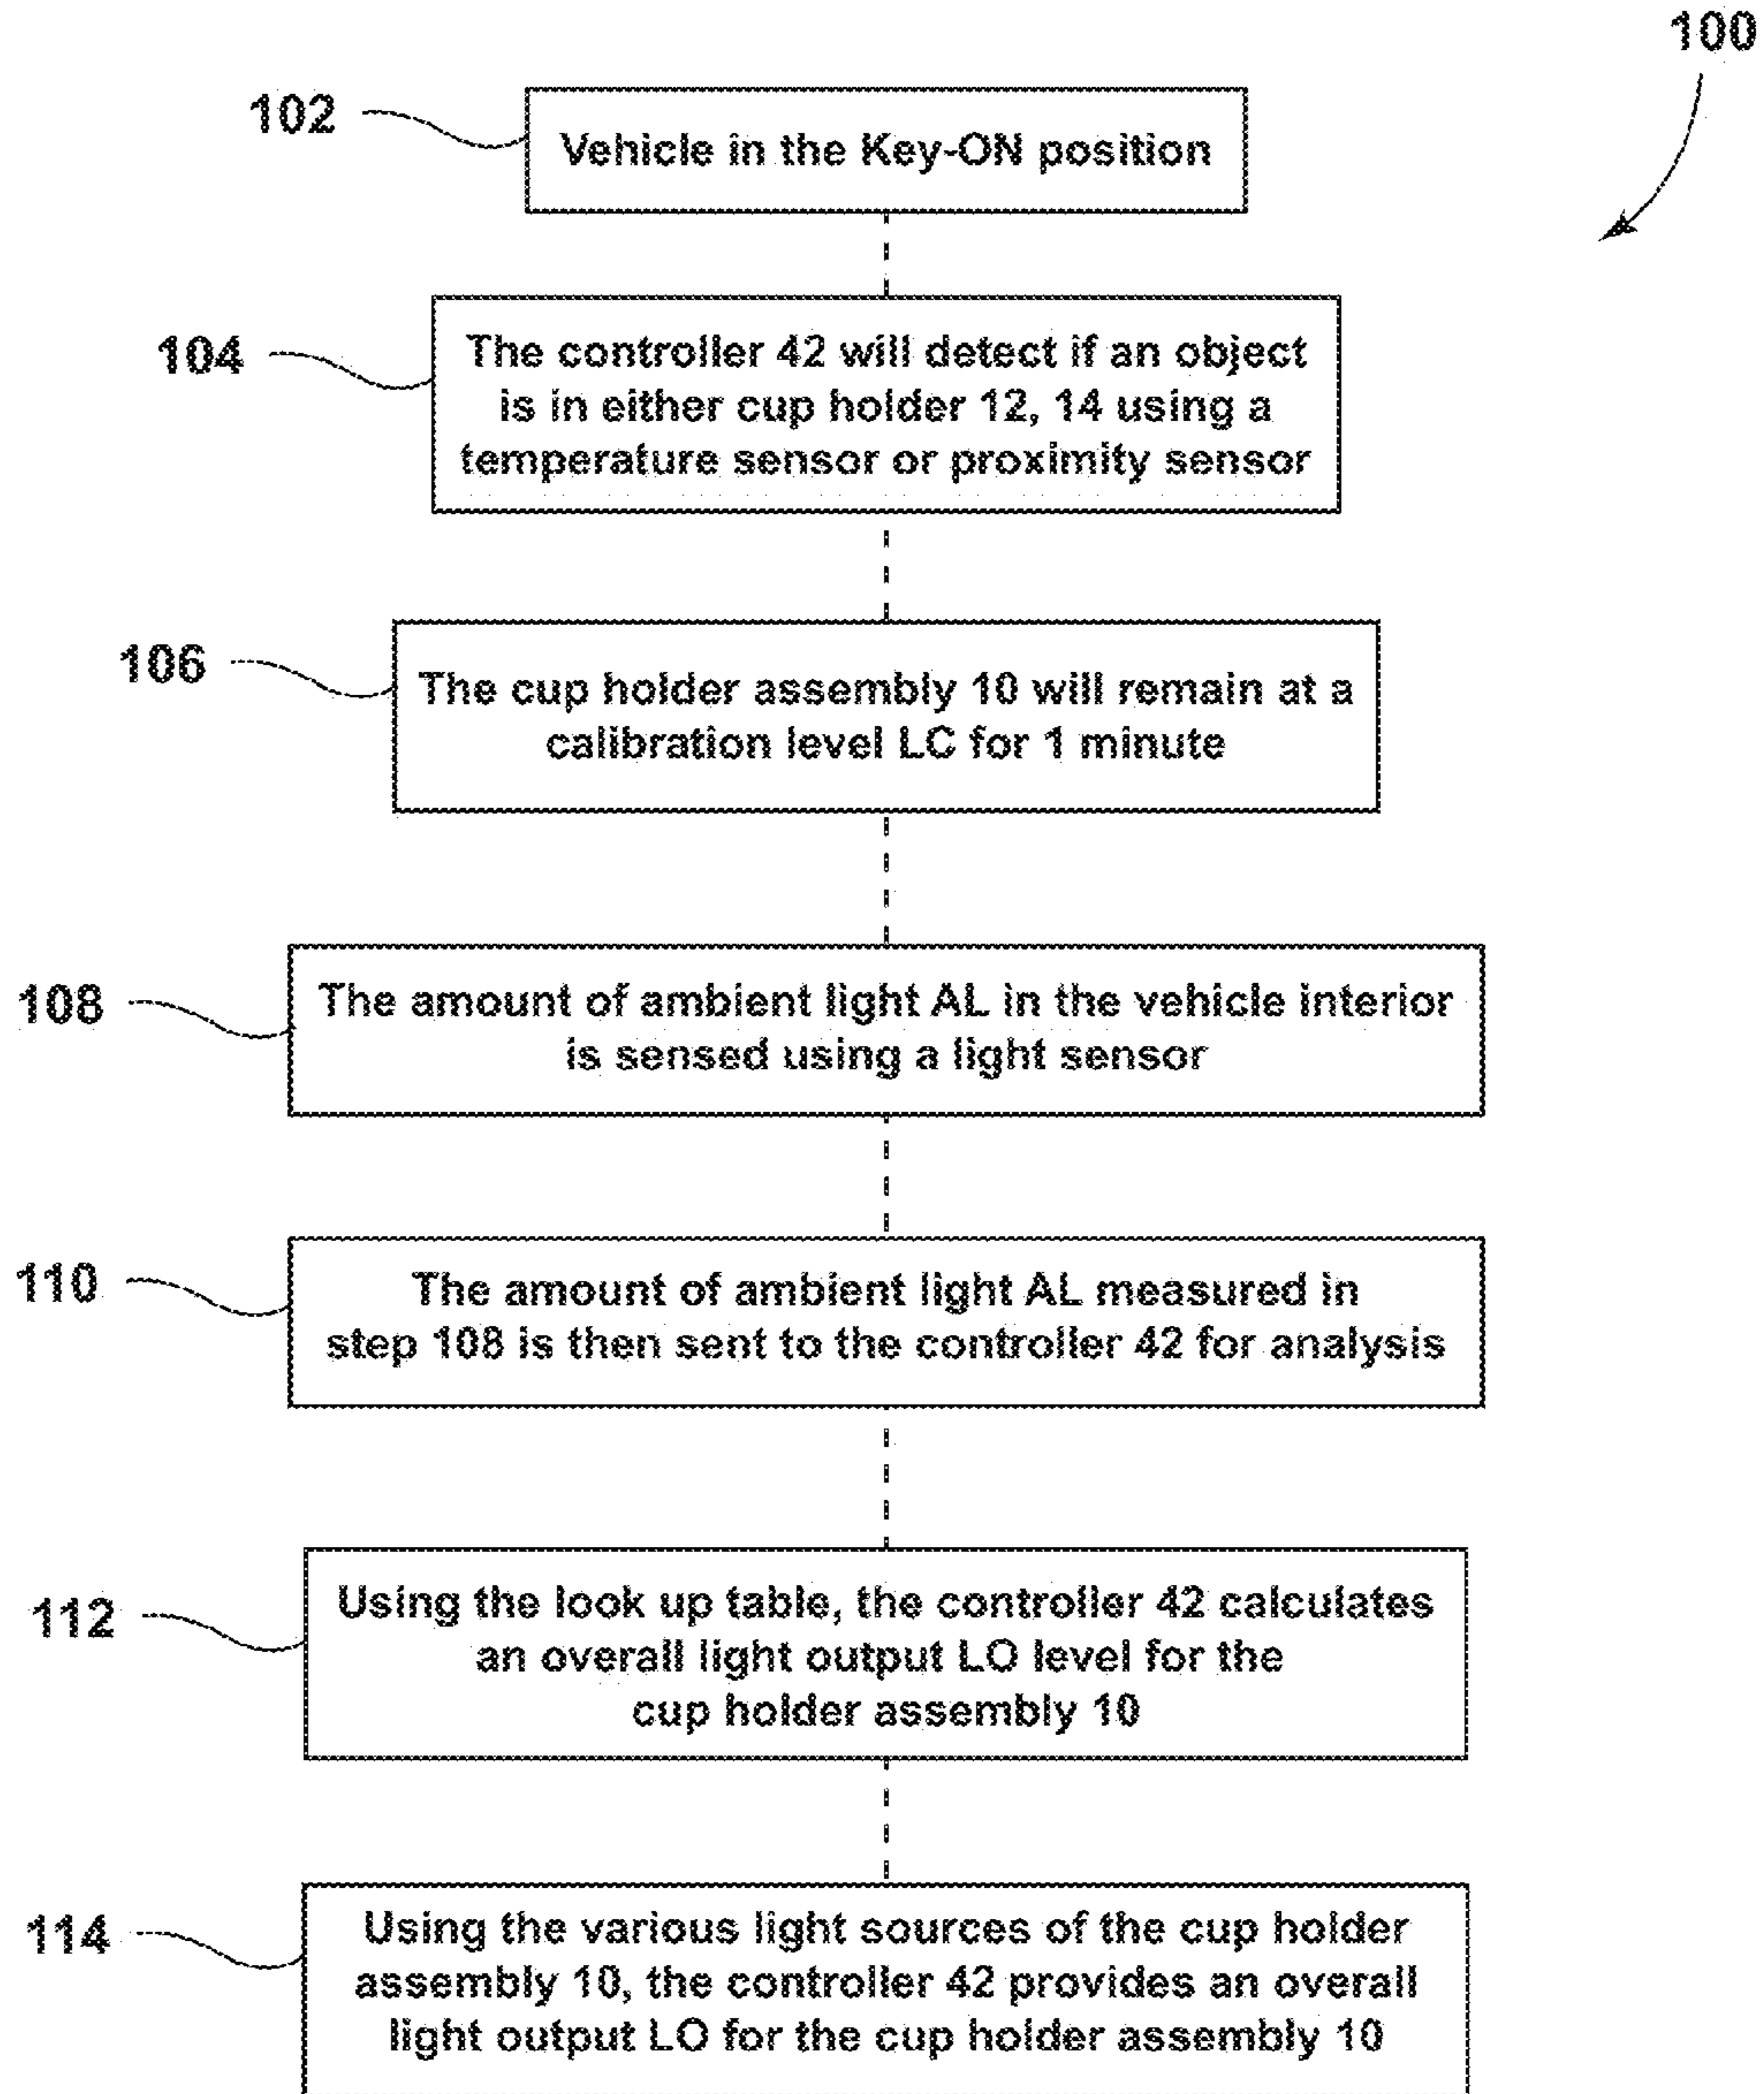 100
102
Vehicle in the Key-ON position
104
The controller 42 will detect if an object
is in either cup holder 12, 14 using a
temperature sensor or proximity sensor
106
The cup holder assembly 10 will remain at a
calibration level LC for 1 minute
108
The amount of ambient light AL in the vehicle interior
is sensed using a light sensor
110
The amount of ambient light AL measured in
step 108 is then sent to the controller 42 for analysis
112
Using the look up table, the controller 42 calculates
an overall light output LO level for the
cup holder assembly 10
114
Using the various light sources of the cup holder
assembly 10, the controller 42 provides an overall
light output LO for the cup holder assembly 10